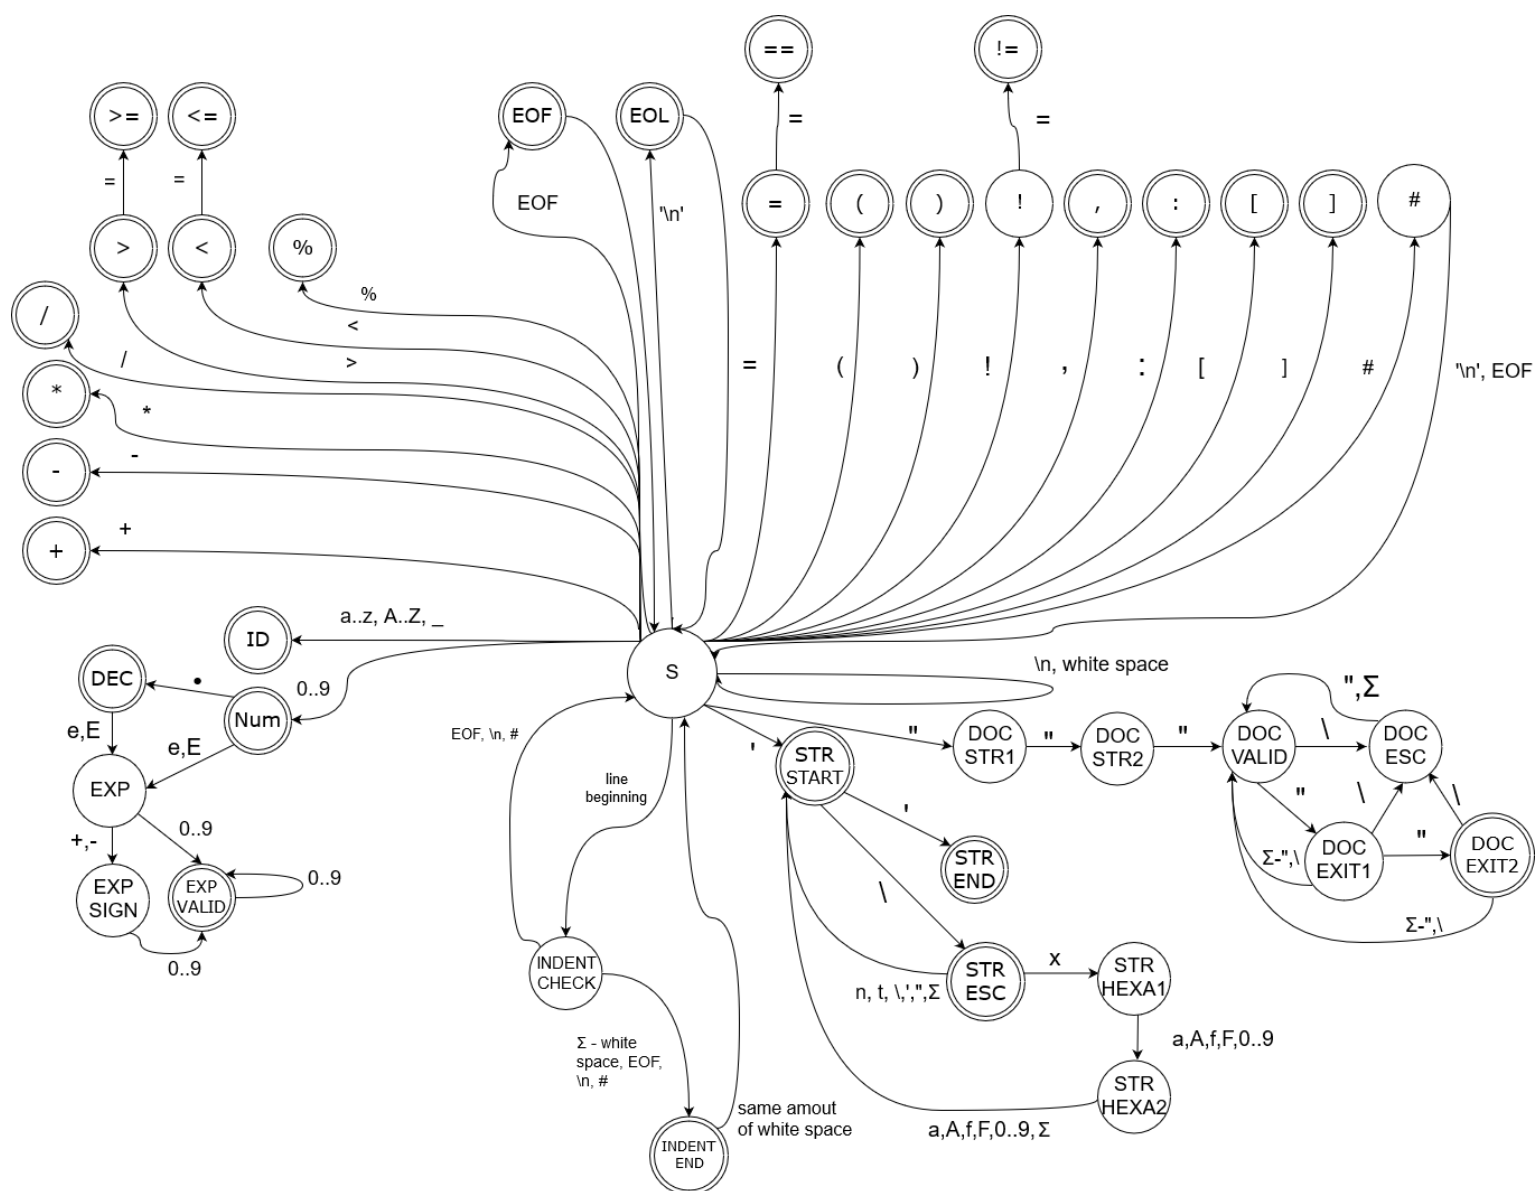 ==
!=
=
=
>=
<=
EOF
EOL
=
=
EOF
'\n'
=
(
)
!
,
:
[
]
#
>
<
%
%
<
/
/
>
=
(
)
!
,
:
[
]
#
'\n', EOF
*
*
-
-
+
+
a..z, A..Z, _
ID
S
\n, white space
DEC
•
0..9
Num
e,E
e,E
EXP
+,-
0..9
EXP
SIGN
EXP
VALID
0..9
0..9
EOF, \n, #
line
beginning
INDENT
CHECK
Σ - white
space, EOF,
\n, #
INDENT
END
same amout
of white space
'
STR
START
'
STR
END
\
STR
ESC
n, t, \,',",Σ
x
STR
HEXA1
a,A,f,F,0..9
STR
HEXA2
a,A,f,F,0..9,Σ
"
DOC
STR1
"
DOC
STR2
"
DOC
VALID
\
DOC
ESC
",Σ
"
\
\
DOC
EXIT1
"
DOC
EXIT2
Σ-",\
Σ-",\